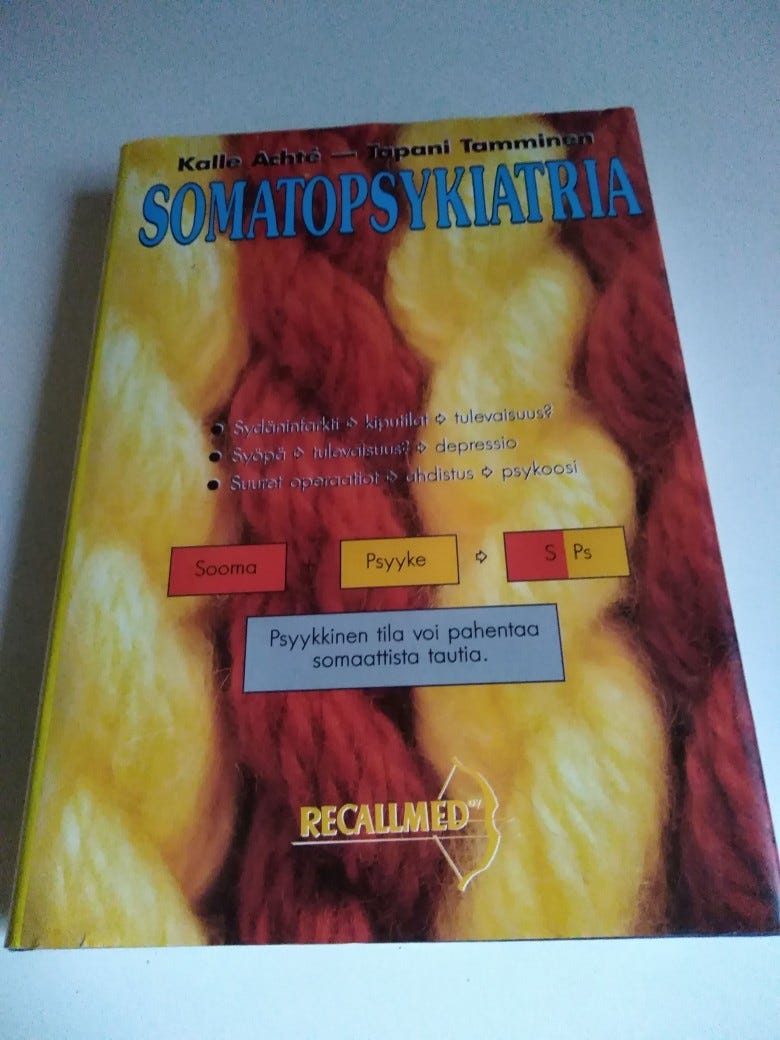 Kalle Achté — Tapani Tamminen
SOMATOPSYKIATRIA
• Sydäninfarkti ➪ kiputilat ➪ tulevaisuus?
• Syöpä ➪ tulevaisuus? ➪ depressio
• Suuret operaatiot ➪ ahdistus ➪ psykoosi
Sooma + Psyyke ➪ S Ps
Psyykkinen tila voi pahentaa
somaattista tautia.
RECALLMED OY